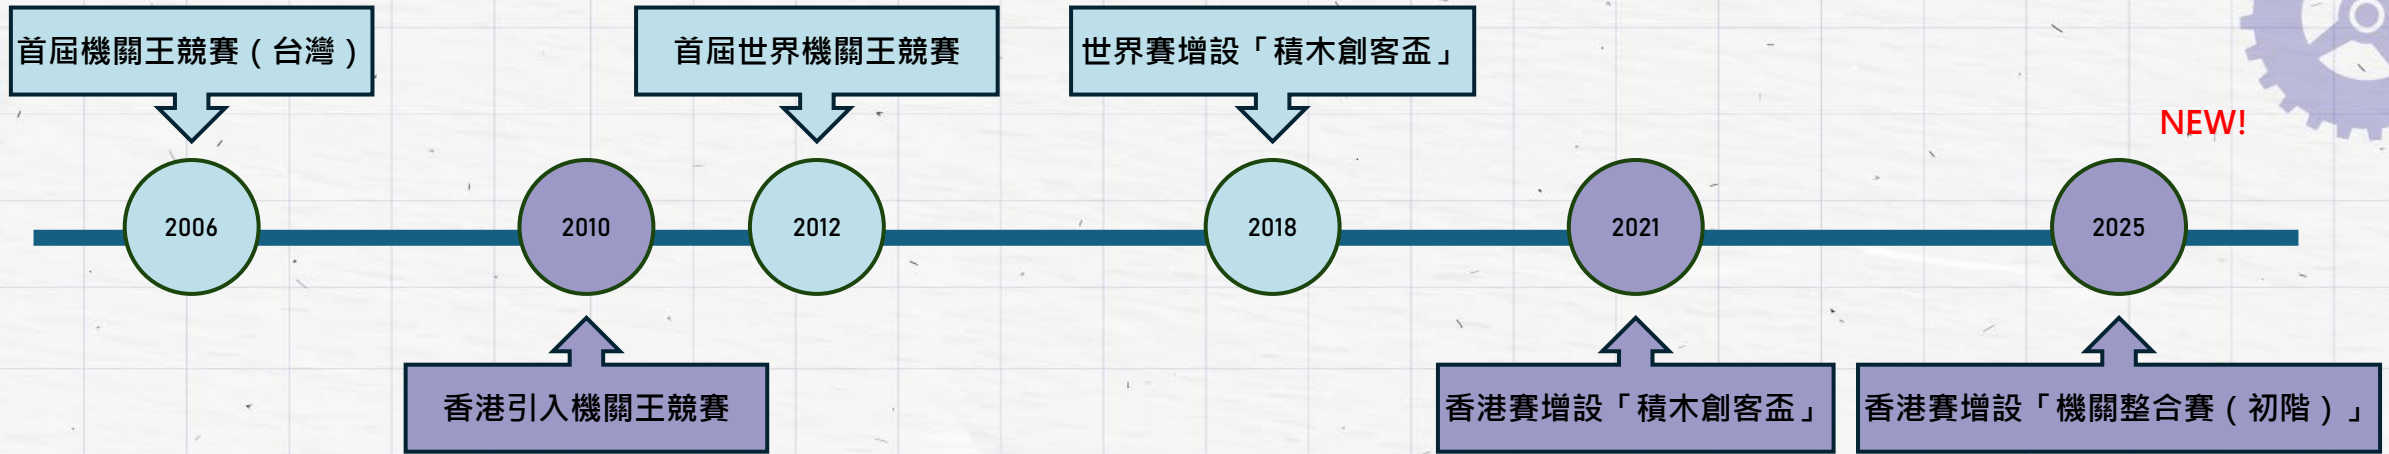 首屆機關王競賽（台灣）
首屆世界機關王競賽
世界賽增設「積木創客盃」
NEW!
2006
2010
2012
2018
2021
2025
香港引入機關王競賽
香港賽增設「積木創客盃」
香港賽增設「機關整合賽（初階）」